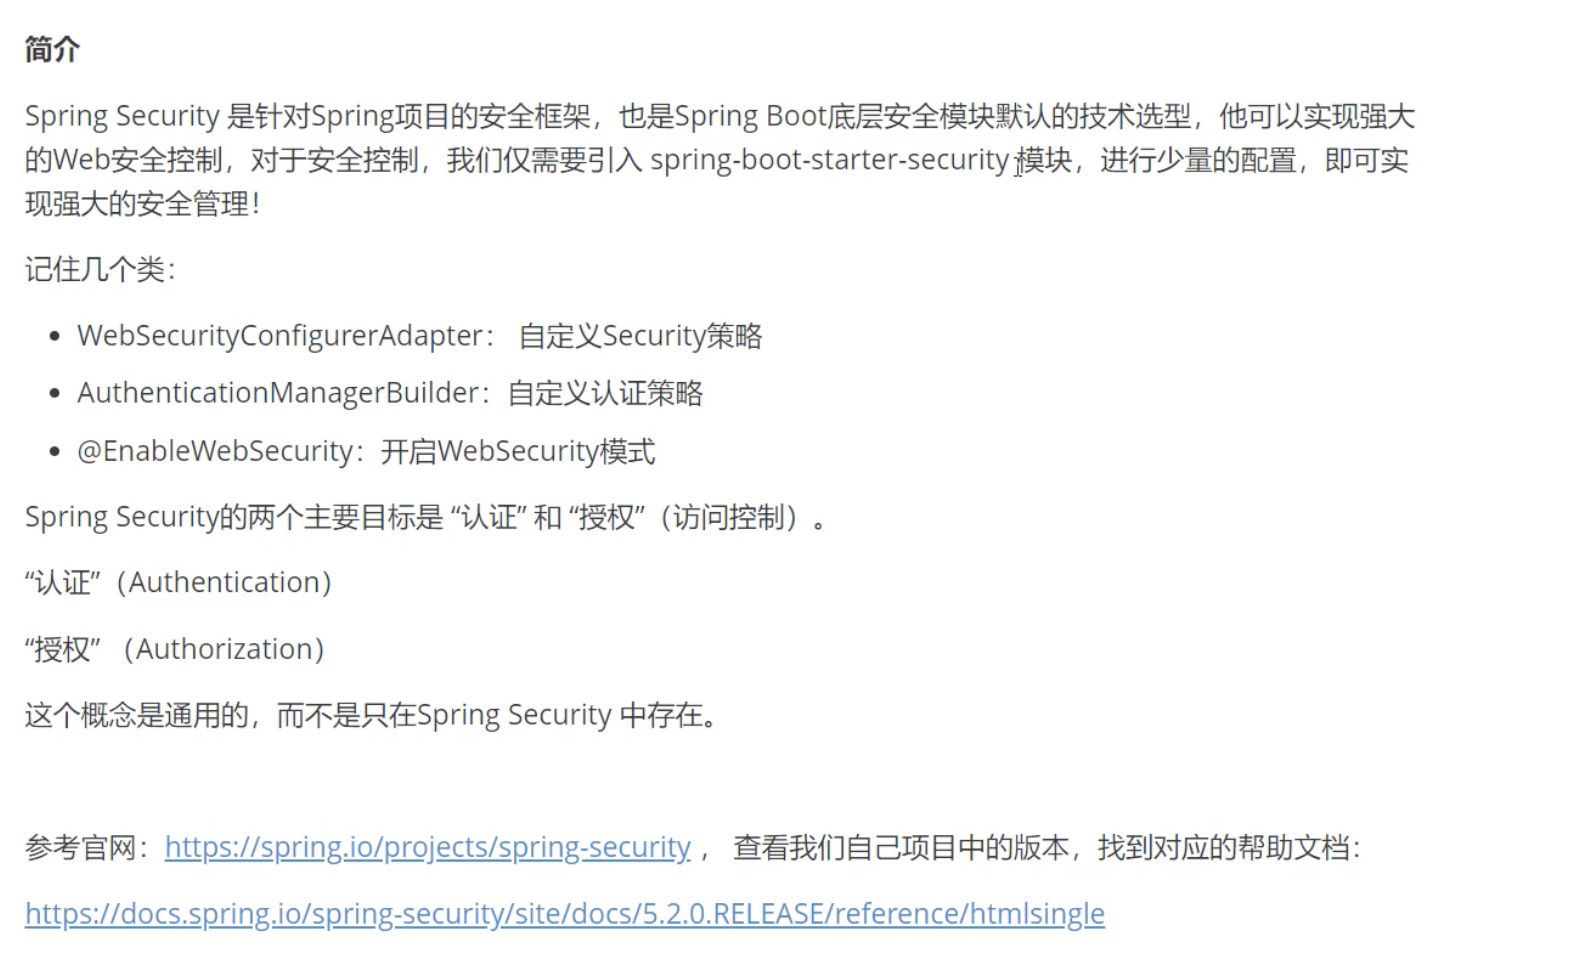 简介
Spring Security 是针对Spring项目的安全框架，也是Spring Boot底层安全模块默认的技术选型，他可以实现强大
的Web安全控制，对于安全控制，我们仅需要引入 spring-boot-starter-security 模块，进行少量的配置，即可实
现强大的安全管理！
记住几个类：
• WebSecurityConfigurerAdapter： 自定义Security策略
• AuthenticationManagerBuilder：自定义认证策略
• @EnableWebSecurity：开启WebSecurity模式
Spring Security的两个主要目标是 “认证” 和 “授权”（访问控制）。
“认证”（Authentication）
“授权” （Authorization）
这个概念是通用的，而不是只在Spring Security 中存在。
参考官网：https://spring.io/projects/spring-security ， 查看我们自己项目中的版本，找到对应的帮助文档：
https://docs.spring.io/spring-security/site/docs/5.2.0.RELEASE/reference/htmlsingle